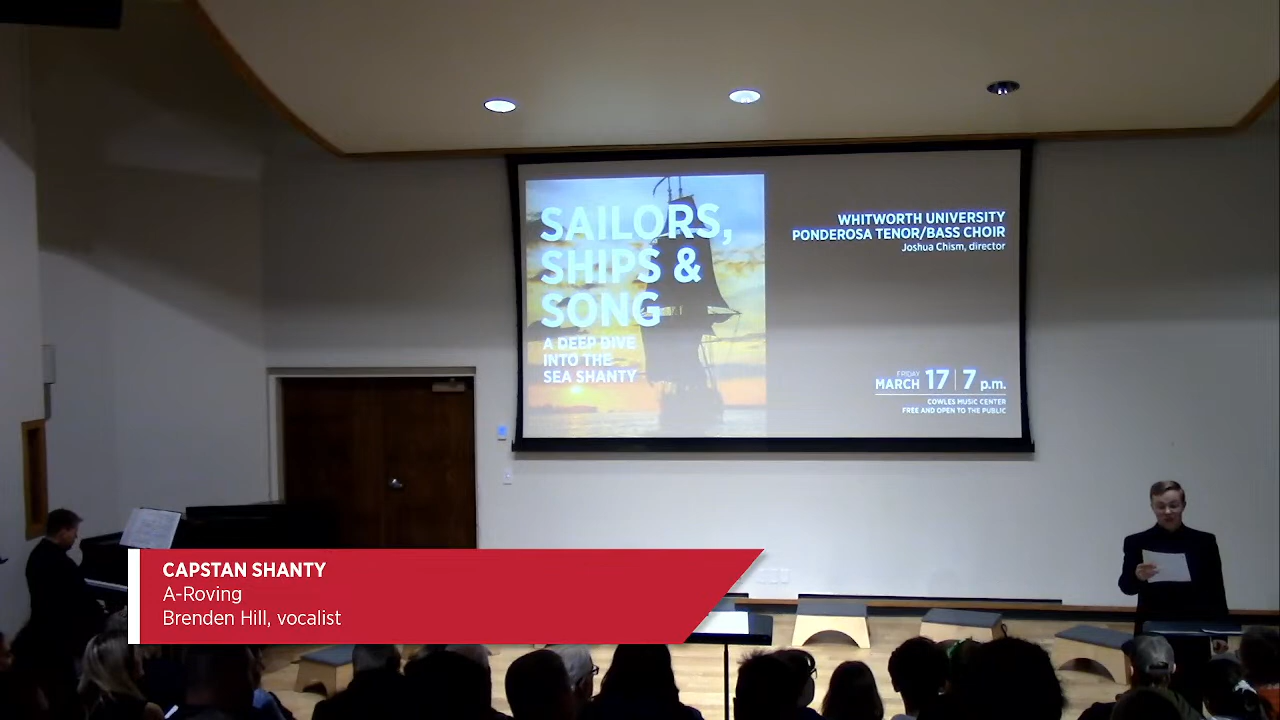 SAILORS,
SHIPS &
SONG
A DEEP DIVE
INTO THE
SEA SHANTY
WHITWORTH UNIVERSITY
PONDEROSA TENOR/BASS CHOIR
Joshua Chism, director
FRIDAY
MARCH 17 | 7 p.m.
COWLES MUSIC CENTER
FREE AND OPEN TO THE PUBLIC
CAPSTAN SHANTY
A-Roving
Brenden Hill, vocalist